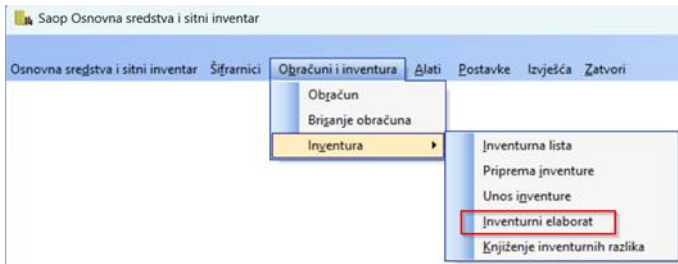 Saop Osnovna sredstva i sitni inventar
Osnovna sredstva i sitni inventar Šifrarnici Obračuni i inventura Alati Postavke Izvješća Zatvori
Obračun
Brisanje obračuna
Inventura
Inventurna lista
Priprema inventure
Unos inventure
Inventurni elaborat
Knjiženje inventurnih razlika